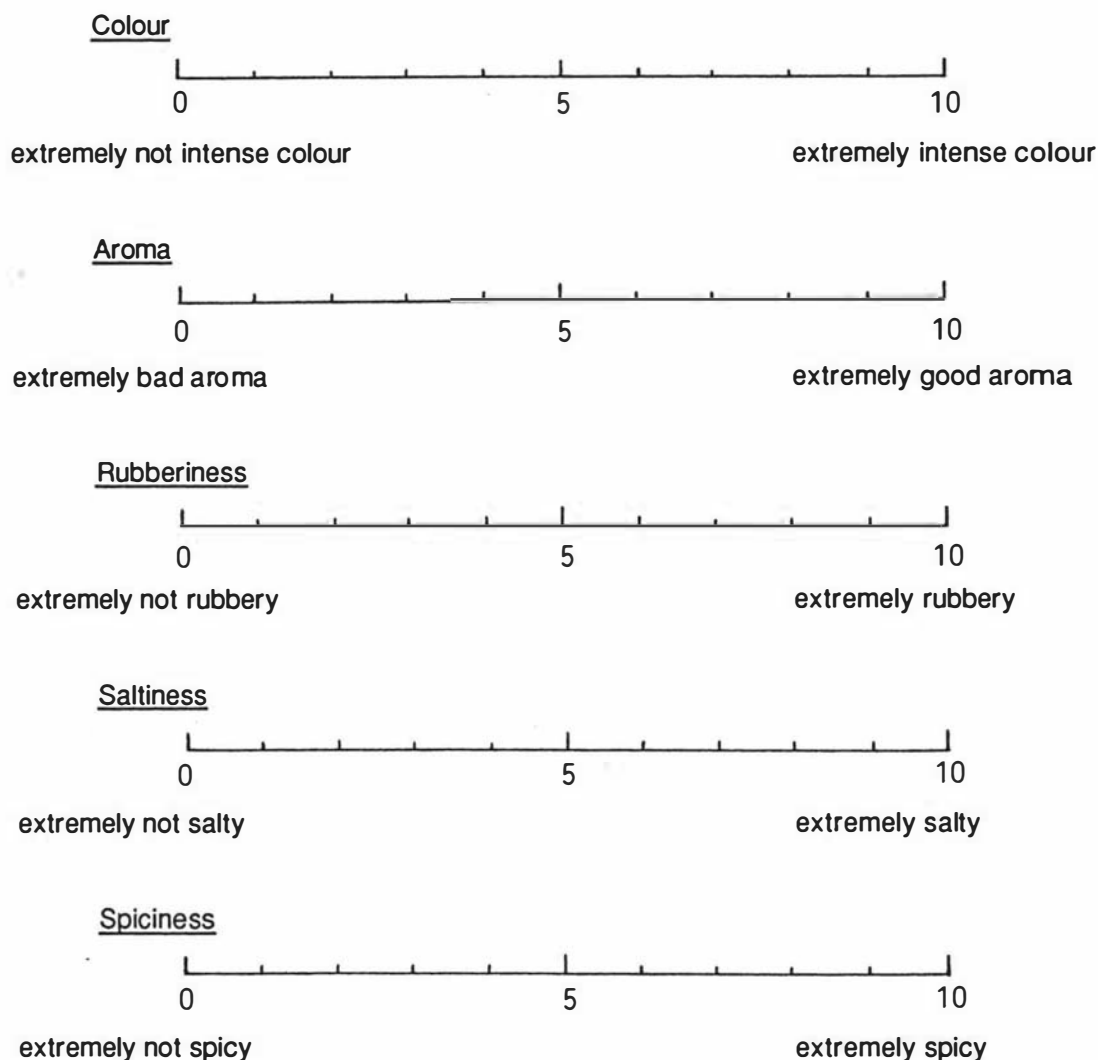 Colour
0 5 10
extremely not intense colour extremely intense colour
Aroma
0 5 10
extremely bad aroma extremely good aroma
Rubberiness
0 5 10
extremely not rubbery extremely rubbery
Saltiness
0 5 10
extremely not salty extremely salty
Spiciness
0 5 10
extremely not spicy extremely spicy